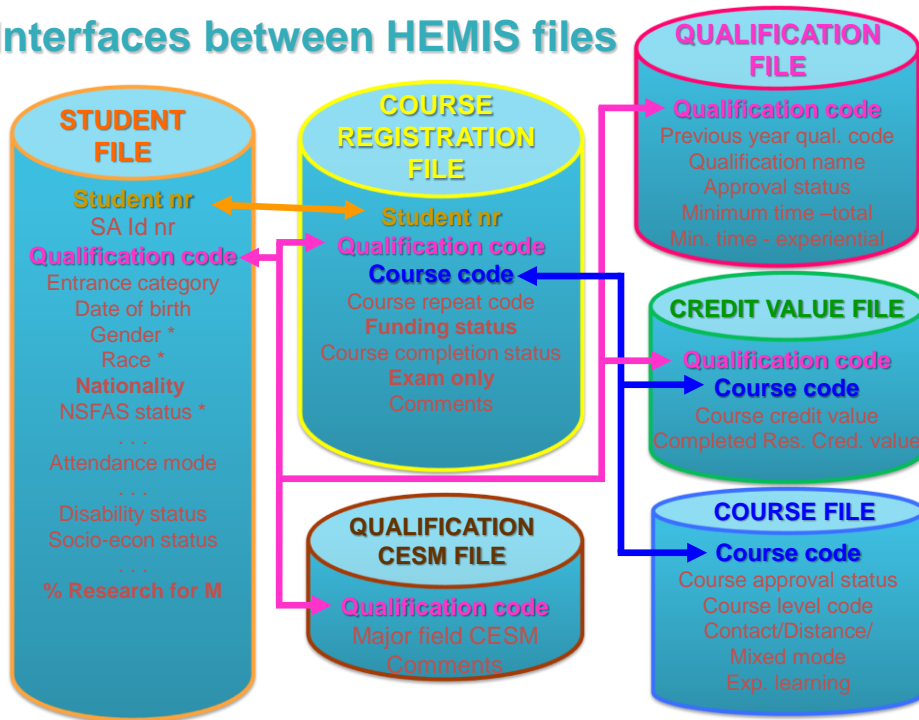 Interfaces between HEMIS files
STUDENT
FILE
Student nr
SA Id nr
Qualification code
Entrance category
Date of birth
Gender *
Race *
Nationality
NSFAS status *
. . .
Attendance mode
. . .
Disability status
Socio-econ status
. . .
% Research for M
COURSE
REGISTRATION
FILE
Student nr
Qualification code
Course code
Course repeat code
Funding status
Course completion status
Exam only
Comments
QUALIFICATION
CESM FILE
Qualification code
Major field CESM
Comments
QUALIFICATION
FILE
Qualification code
Previous year qual. code
Qualification name
Approval status
Minimum time –total
Min. time - experiential
CREDIT VALUE FILE
Qualification code
Course code
Course credit value
Completed Res. Cred. value
COURSE FILE
Course code
Course approval status
Course level code
Contact/Distance/
Mixed mode
Exp. learning